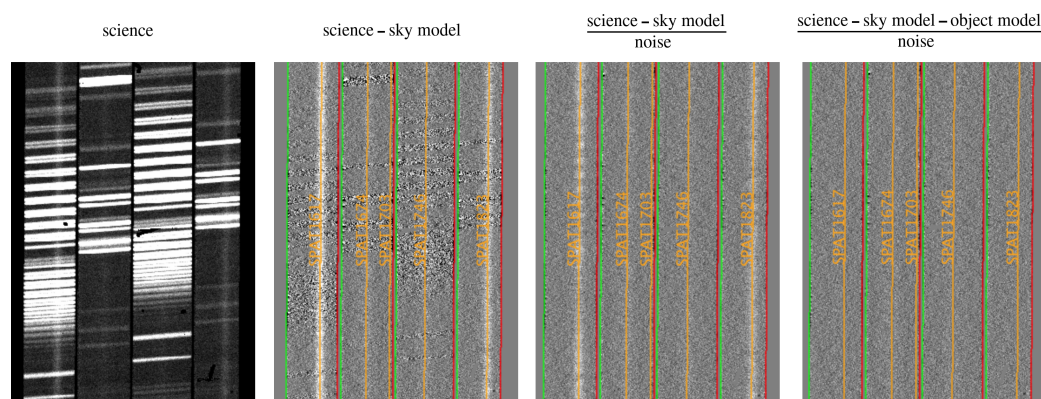 science
science – sky model
science – sky model
noise
science – sky model – object model
noise
SPAT1617
SPAT1674
SPAT1703
SPAT1746
SPAT1823
SPAT1617
SPAT1674
SPAT1703
SPAT1746
SPAT1823
SPAT1617
SPAT1674
SPAT1703
SPAT1746
SPAT1823